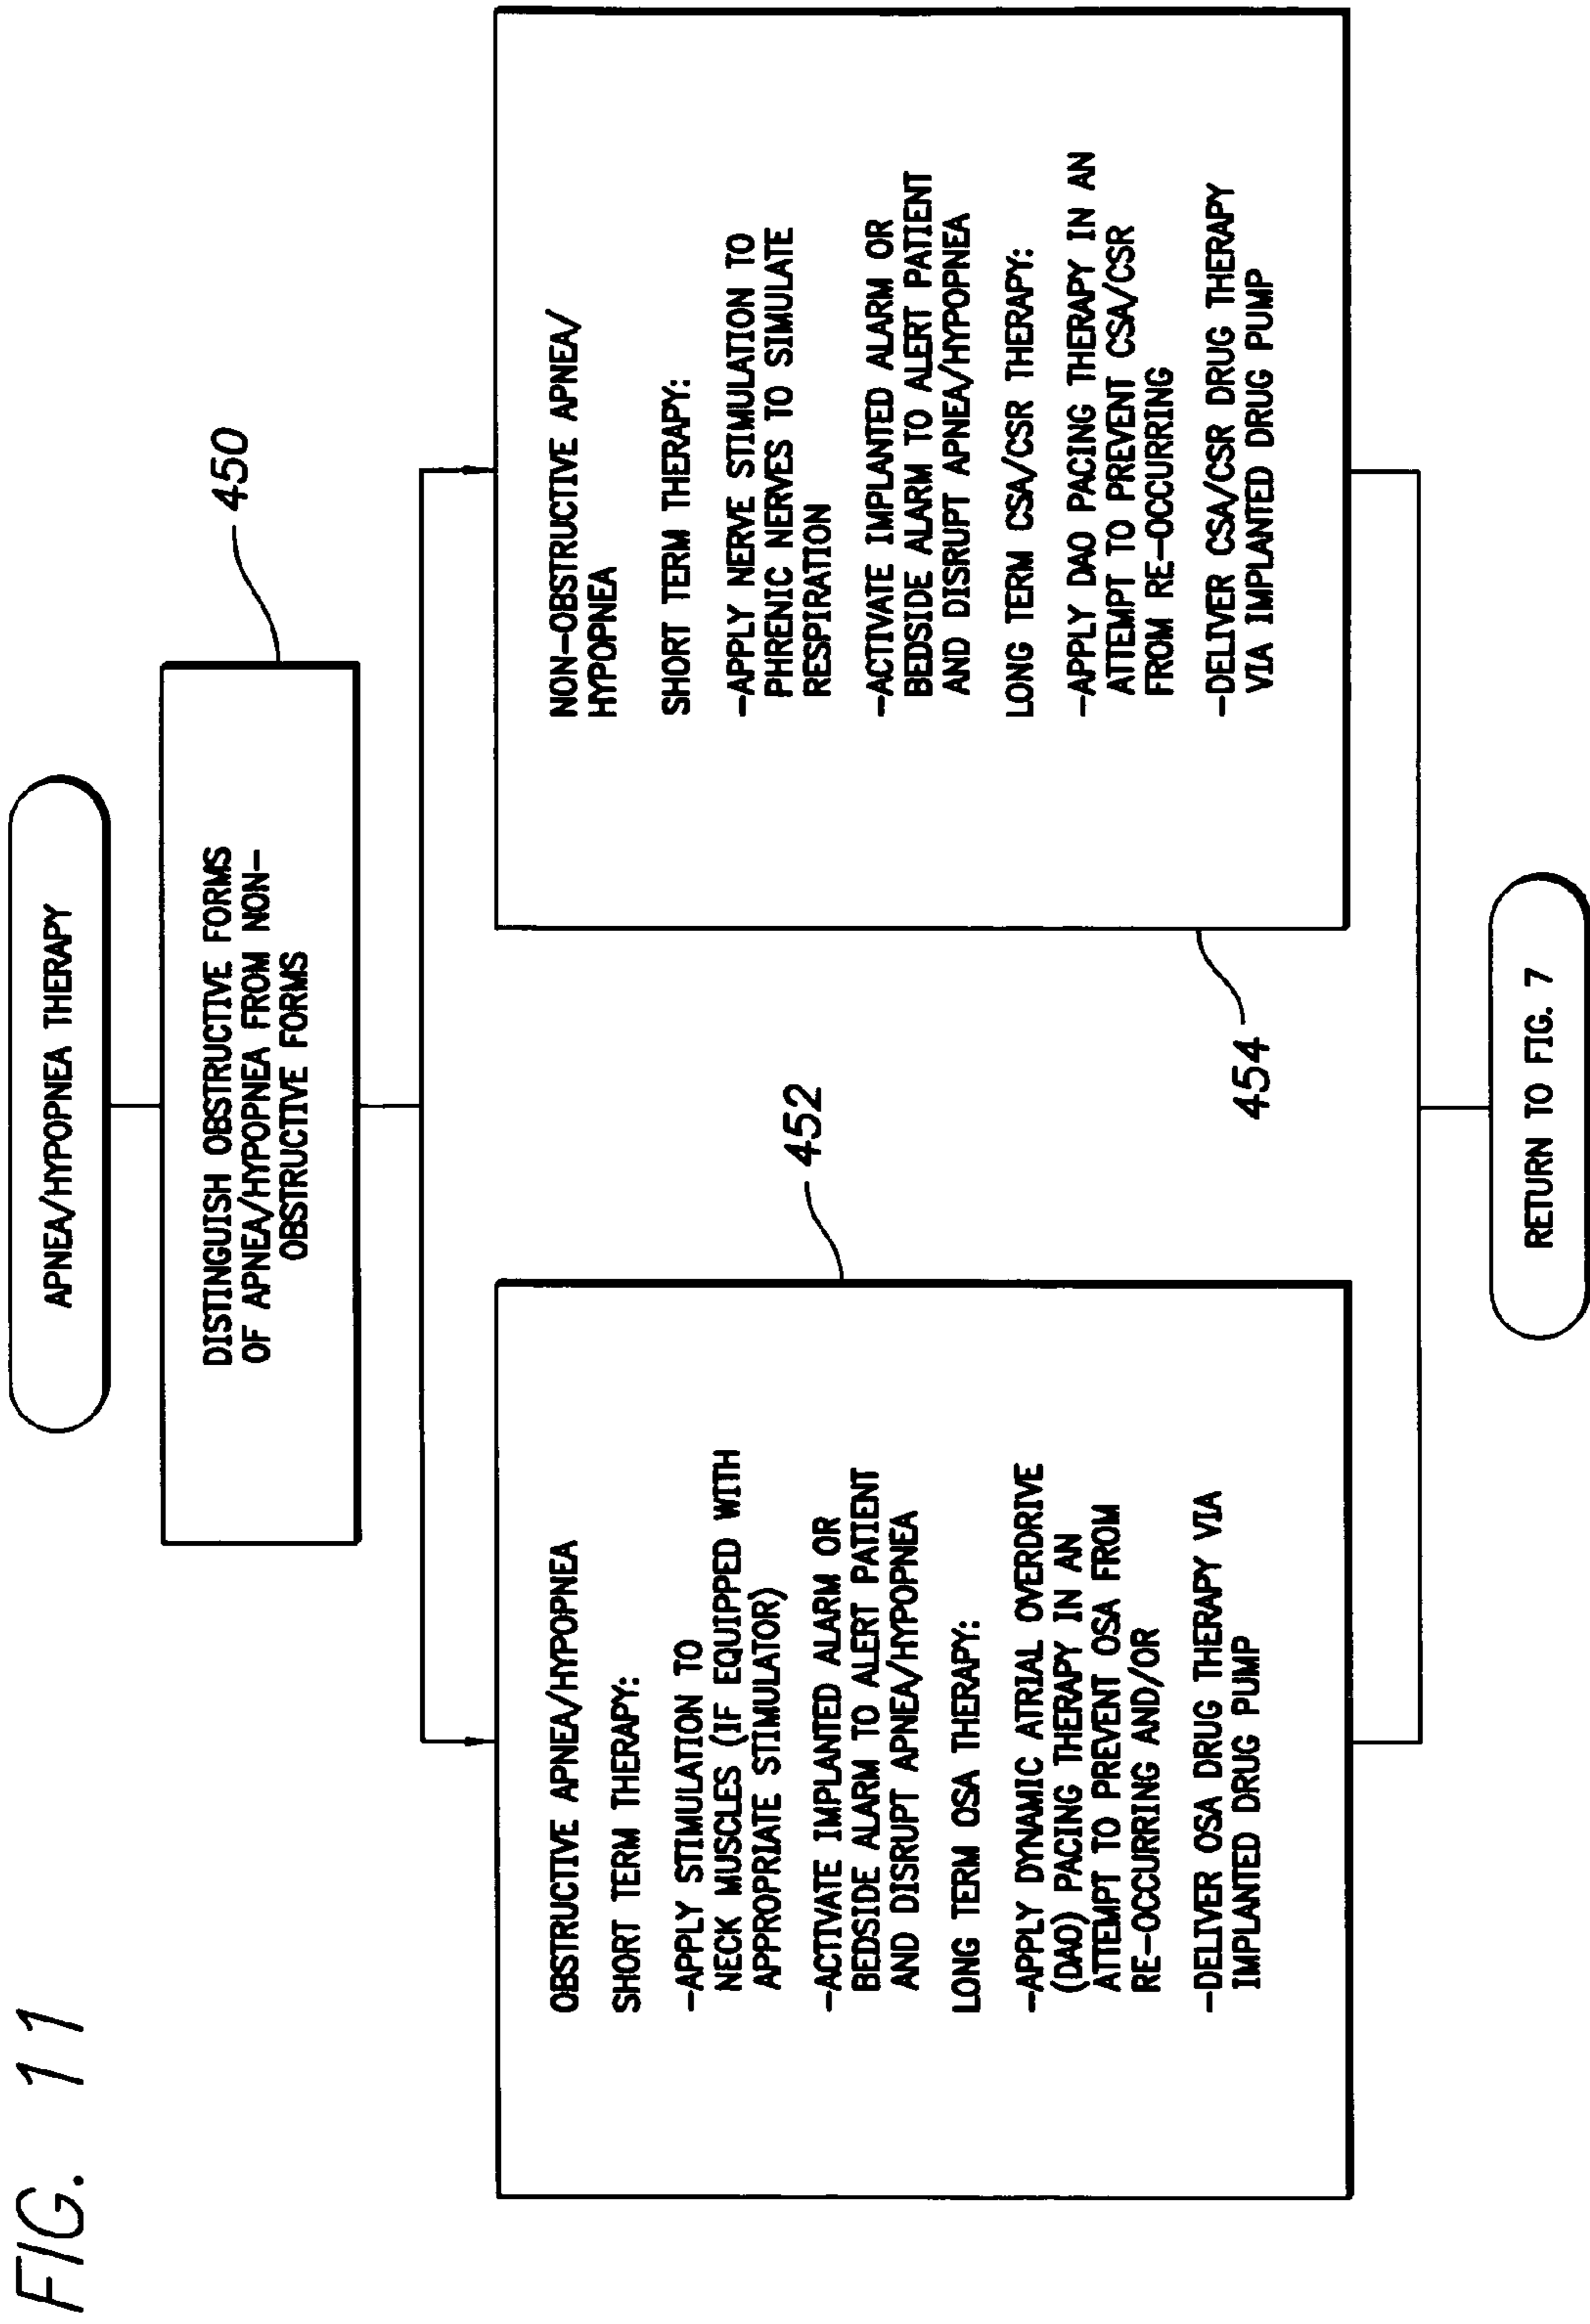 FIG. 11
APNEA/HYPOPNEA THERAPY
DISTINGUISH OBSTRUCTIVE FORMS
OF APNEA/HYPOPNEA FROM NON-
OBSTRUCTIVE FORMS
450
OBSTRUCTIVE APNEA/HYPOPNEA
SHORT TERM THERAPY:
-APPLY STIMULATION TO
NECK MUSCLES (IF EQUIPPED WITH
APPROPRIATE STIMULATOR)
-ACTIVATE IMPLANTED ALARM OR
BEDSIDE ALARM TO ALERT PATIENT
AND DISRUPT APNEA/HYPOPNEA
LONG TERM OSA THERAPY:
-APPLY DYNAMIC ATRIAL OVERDRIVE
(DAO) PACING THERAPY IN AN
ATTEMPT TO PREVENT OSA FROM
RE-OCCURRING AND/OR
-DELIVER OSA DRUG THERAPY VIA
IMPLANTED DRUG PUMP
452
NON-OBSTRUCTIVE APNEA/
HYPOPNEA
SHORT TERM THERAPY:
-APPLY NERVE STIMULATION TO
PHRENIC NERVES TO SIMULATE
RESPIRATION
-ACTIVATE IMPLANTED ALARM OR
BEDSIDE ALARM TO ALERT PATIENT
AND DISRUPT APNEA/HYPOPNEA
LONG TERM CSA/CSR THERAPY:
-APPLY DAO PACING THERAPY IN AN
ATTEMPT TO PREVENT CSA/CSR
FROM RE-OCCURRING
-DELIVER CSA/CSR DRUG THERAPY
VIA IMPLANTED DRUG PUMP
454
RETURN TO FIG. 7